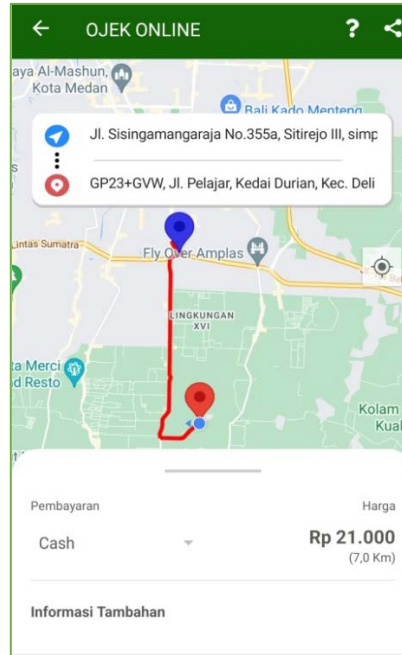 OJEK ONLINE ?
aya Al-Mashun,
Kota Medan
Bali Kado Menteng
Jl. Sisingamangaraja No.355a, Sitirejo III, simp
GP23+GVW, Jl. Pelajar, Kedai Durian, Kec. Deli
Lintas Sumatra
Fly Over Amplas
LINGKUNGAN
XVI
ta Merci
d Resto
Kolam
Kual
Pembayaran Harga
Cash Rp 21.000
(7,0 Km)
Informasi Tambahan